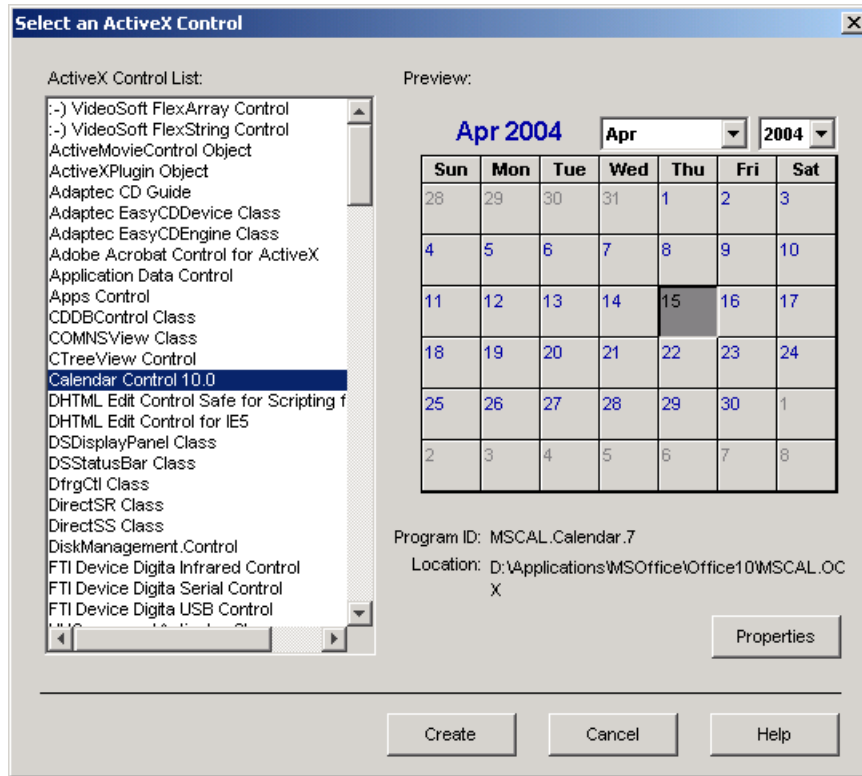 Select an ActiveX Control
ActiveX Control List:
:-) VideoSoft FlexArray Control
:-) VideoSoft FlexString Control
ActiveMovieControl Object
ActiveXPlugin Object
Adaptec CD Guide
Adaptec EasyCDDevice Class
Adaptec EasyCDEngine Class
Adobe Acrobat Control for ActiveX
Application Data Control
Apps Control
CDDBControl Class
COMNSView Class
CTreeView Control
Calendar Control 10.0
DHTML Edit Control Safe for Scripting f
DHTML Edit Control for IE5
DSDisplayPanel Class
DSStatusBar Class
DfrgCtl Class
DirectSR Class
DirectSS Class
DiskManagement.Control
FTI Device Digita Infrared Control
FTI Device Digita Serial Control
FTI Device Digita USB Control
Preview:
Apr 2004 Apr 2004
Sun Mon Tue Wed Thu Fri Sat
28 29 30 31 1 2 3
4 5 6 7 8 9 10
11 12 13 14 15 16 17
18 19 20 21 22 23 24
25 26 27 28 29 30 1
2 3 4 5 6 7 8
Program ID: MSCAL.Calendar.7
Location: D:\Applications\MSOffice\Office10\MSCAL.OC
X
Properties
Create Cancel Help